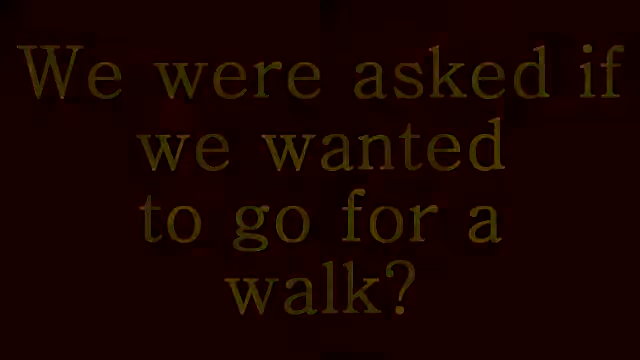 We were asked if
we wanted
to go for a
walk?